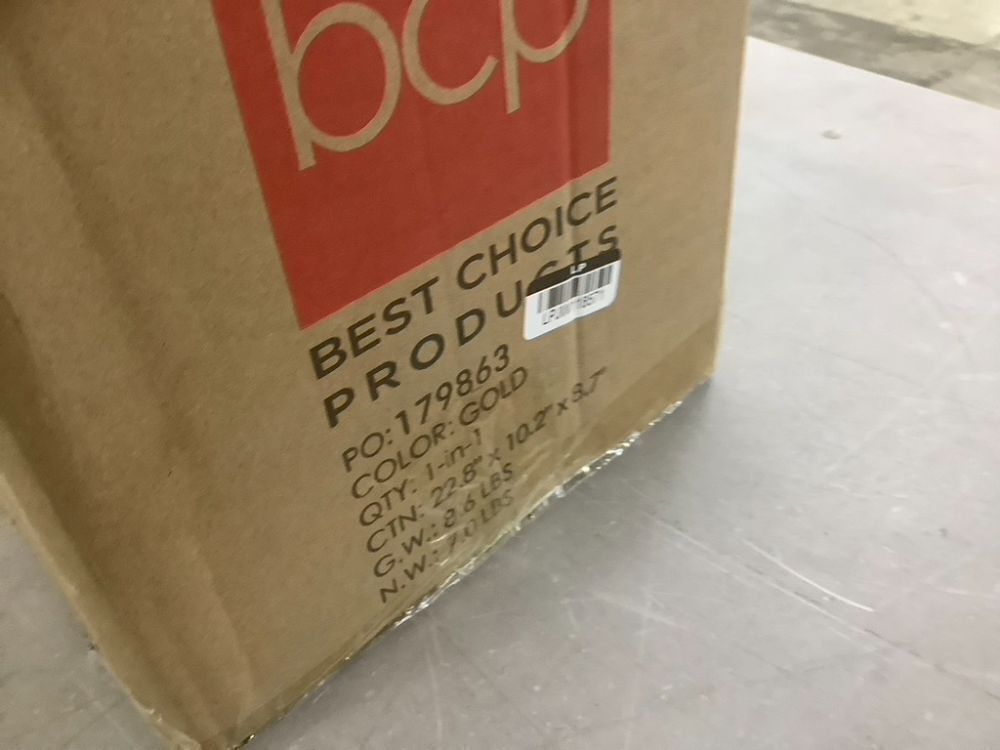 bcp
BEST CHOICE
PRODUCTS
LP
PO: 179863
COLOR: GOLD
QTY: 1-in-1
CTN: 22.8" x 10.2" x 8.7"
G.W.: 8.6 LBS
N.W.: 7.0 LBS